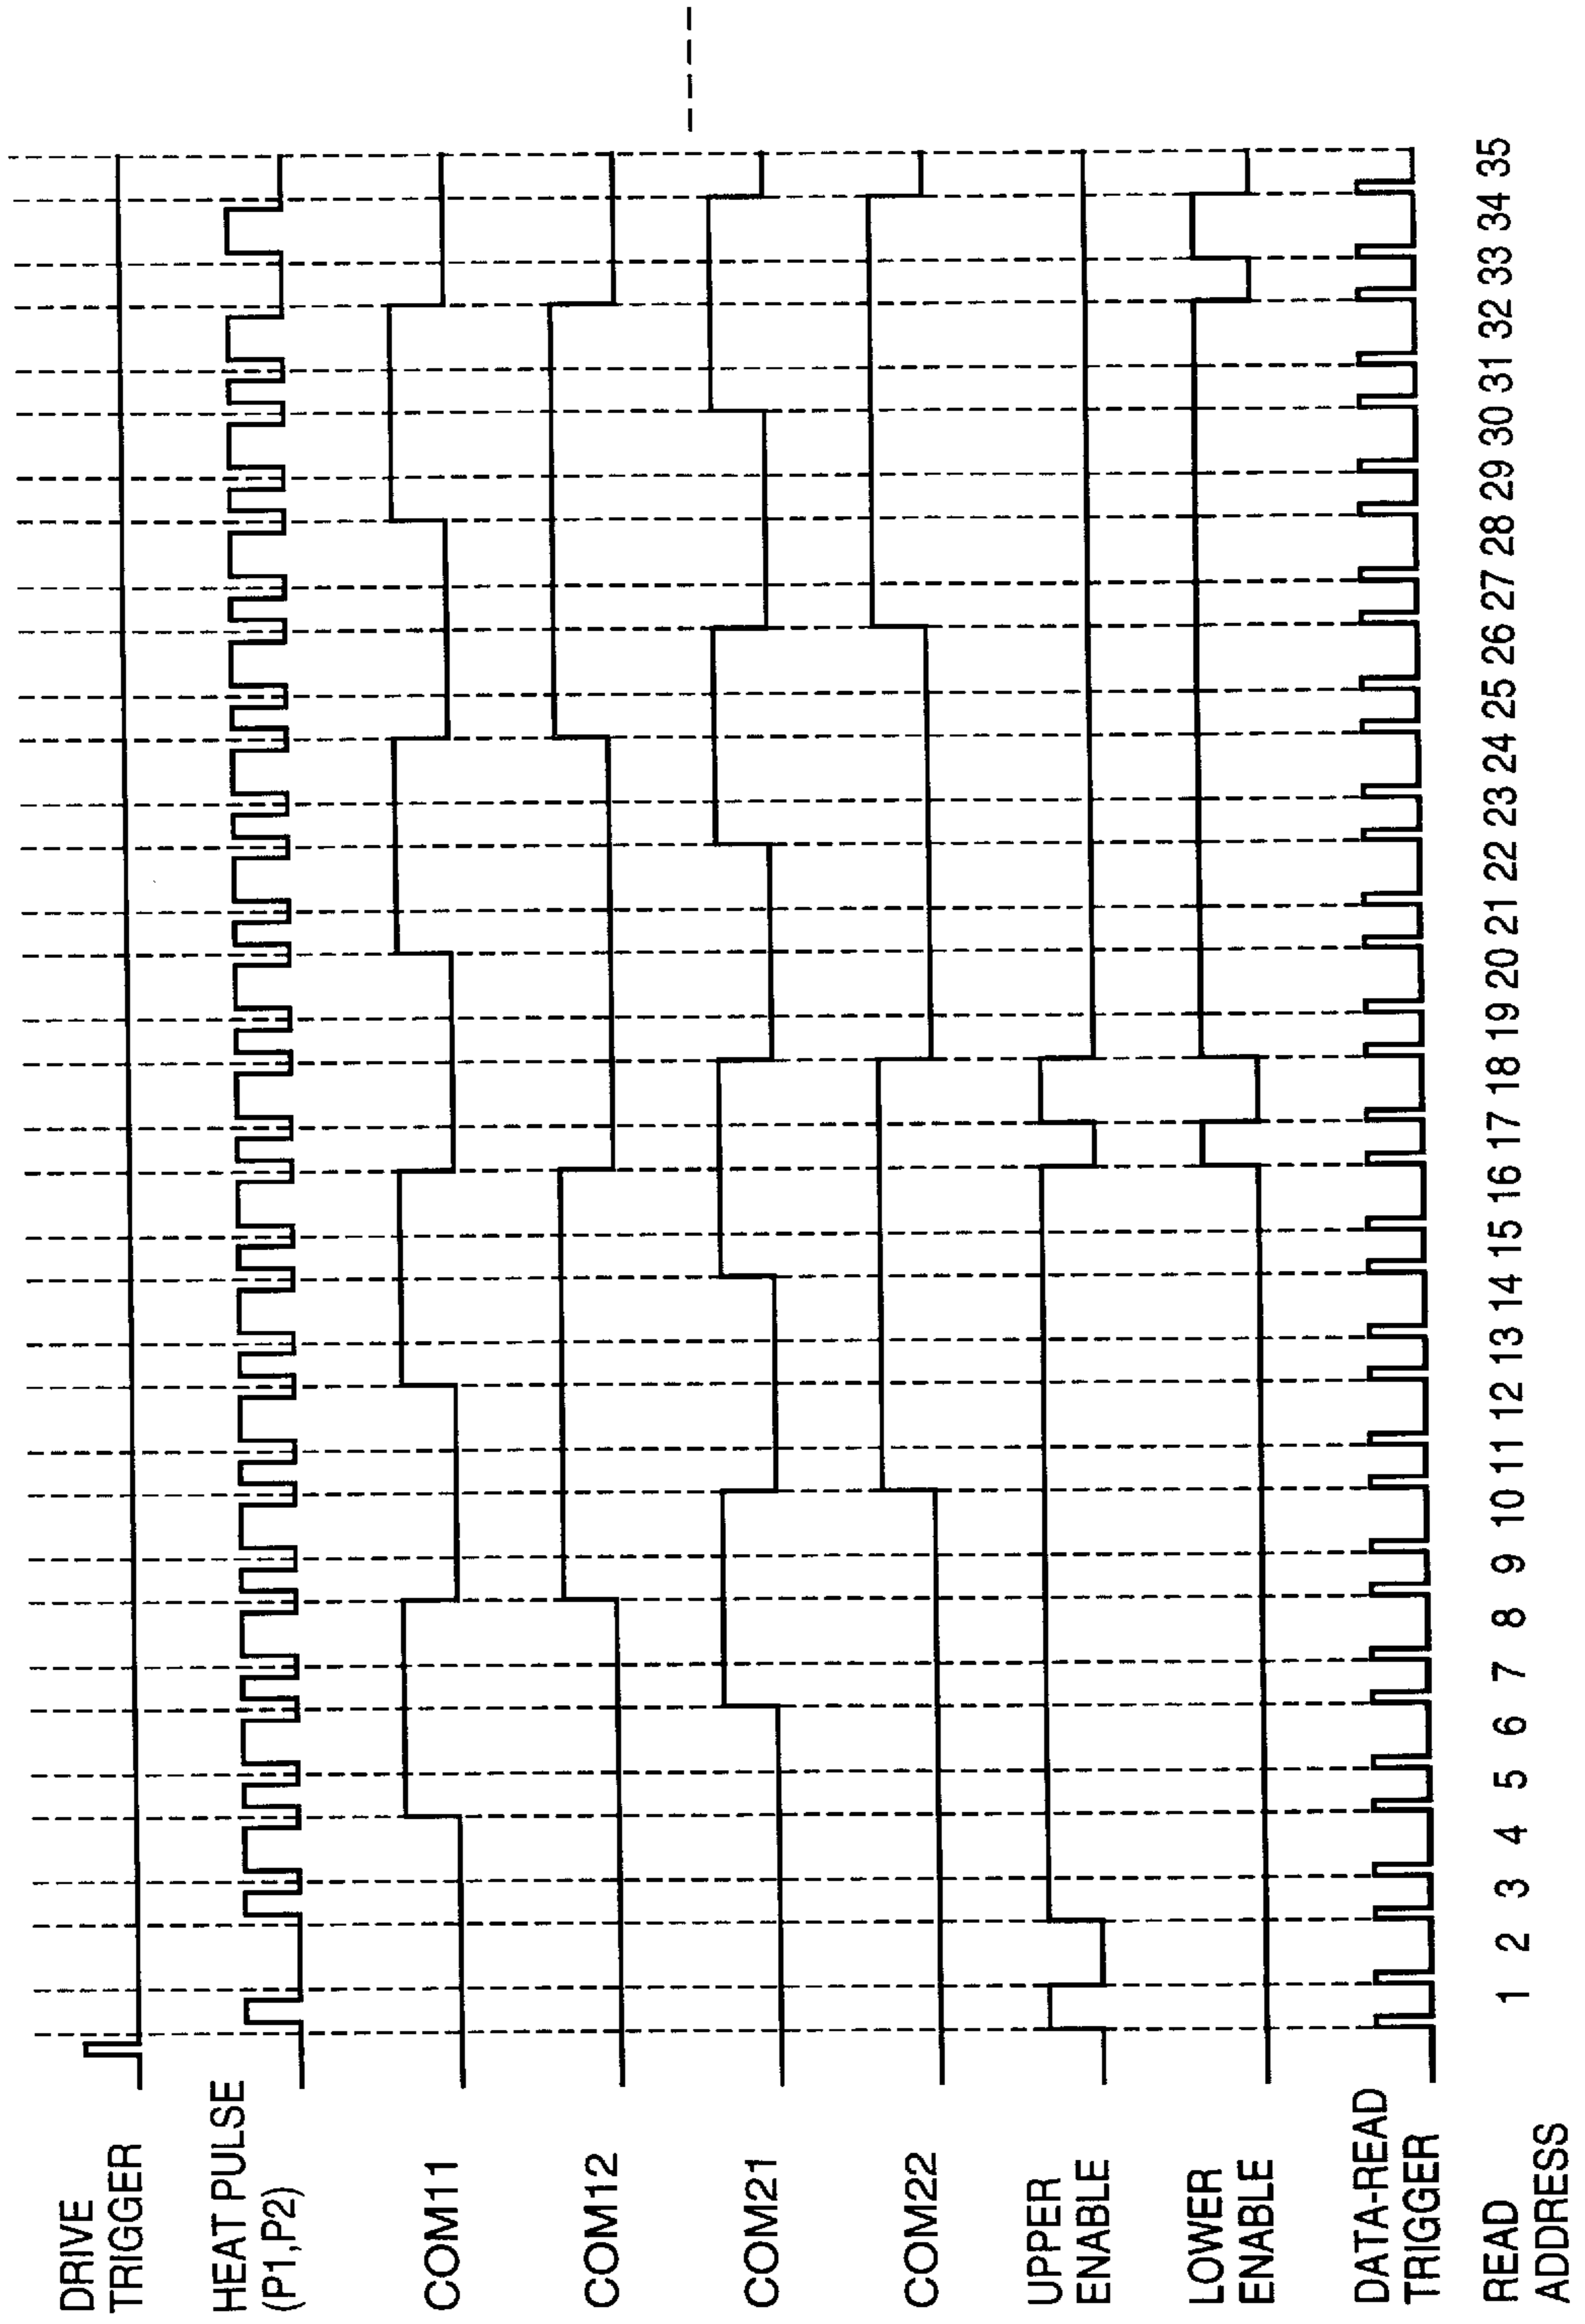 DRIVE
TRIGGER
HEAT PULSE
(P1,P2)
COM11
COM12
COM21
COM22
UPPER
ENABLE
LOWER
ENABLE
DATA-READ
TRIGGER
READ
ADDRESS
1 2 3 4 5 6 7 8 9 10 11 12 13 14 15 16 17 18 19 20 21 22 23 24 25 26 27 28 29 30 31 32 33 34 35